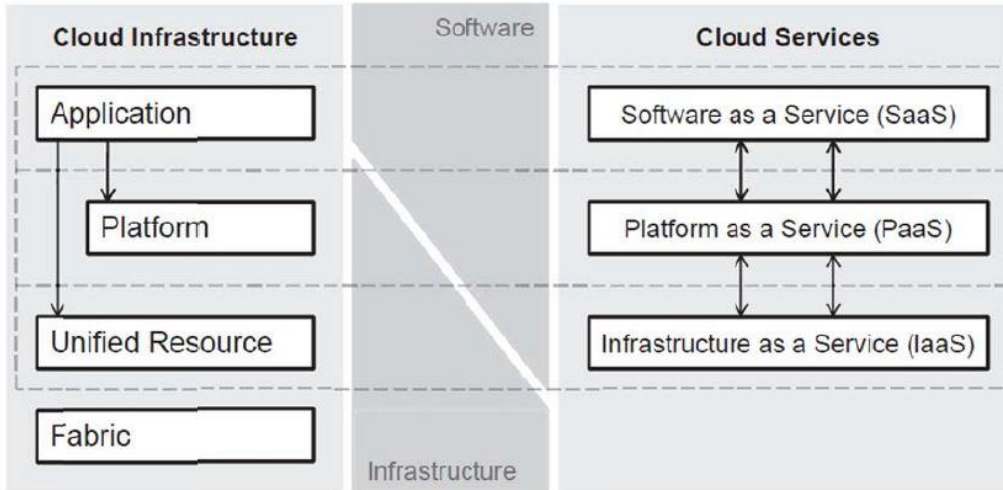 Cloud Infrastructure
Software
Cloud Services
Application
Software as a Service (SaaS)
Platform
Platform as a Service (PaaS)
Unified Resource
Infrastructure as a Service (IaaS)
Fabric
Infrastructure